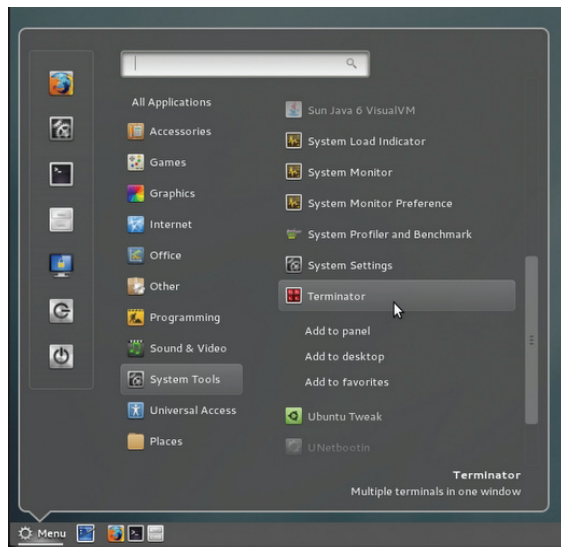 All Applications
Accessories
Games
Graphics
Internet
Office
Other
Programming
Sound & Video
System Tools
Universal Access
Places
Sun Java 6 VisualVM
System Load Indicator
System Monitor
System Monitor Preference
System Profiler and Benchmark
System Settings
Terminator
Add to panel
Add to desktop
Add to favorites
Ubuntu Tweak
UNetbootin
Terminator
Multiple terminals in one window
Menu